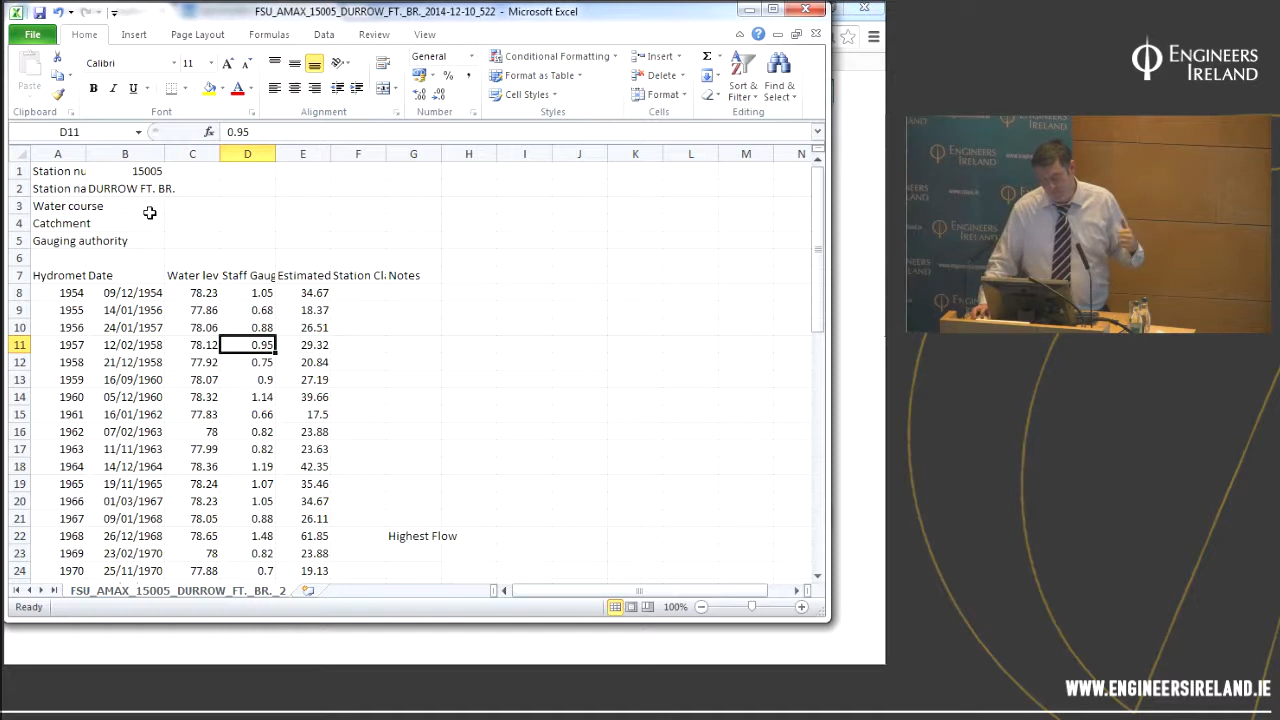 FSU_AMAX_15005_DURROW_FT._BR._2014-12-10_522 - Microsoft Excel
File Home Insert Page Layout Formulas Data Review View
Paste
Calibri 11
General
Conditional Formatting
Format as Table
Cell Styles
Insert
Delete
Format
Sort & Filter
Find & Select
Clipboard Font Alignment Number Styles Cells Editing
D11 0.95
A B C D E F G H I J K L M N
1 Station nu 15005
2 Station na DURROW FT. BR.
3 Water course
4 Catchment
5 Gauging authority
6
7 Hydromet Date Water lev Staff Gaug Estimated Station Cl Notes
8 1954 09/12/1954 78.23 1.05 34.67
9 1955 14/01/1956 77.86 0.68 18.37
10 1956 24/01/1957 78.06 0.88 26.51
11 1957 12/02/1958 78.12 0.95 29.32
12 1958 21/12/1958 77.92 0.75 20.84
13 1959 16/09/1960 78.07 0.9 27.19
14 1960 05/12/1960 78.32 1.14 39.66
15 1961 16/01/1962 77.83 0.66 17.5
16 1962 07/02/1963 78 0.82 23.88
17 1963 11/11/1963 77.99 0.82 23.63
18 1964 14/12/1964 78.36 1.19 42.35
19 1965 19/11/1965 78.24 1.07 35.46
20 1966 01/03/1967 78.23 1.05 34.67
21 1967 09/01/1968 78.05 0.88 26.11
22 1968 26/12/1968 78.65 1.48 61.85 Highest Flow
23 1969 23/02/1970 78 0.82 23.88
24 1970 25/11/1970 77.88 0.7 19.13
FSU_AMAX_15005_DURROW_FT._BR._2
Ready 100%
ENGINEERS
IRELAND
WWW.ENGINEERSIRELAND.IE